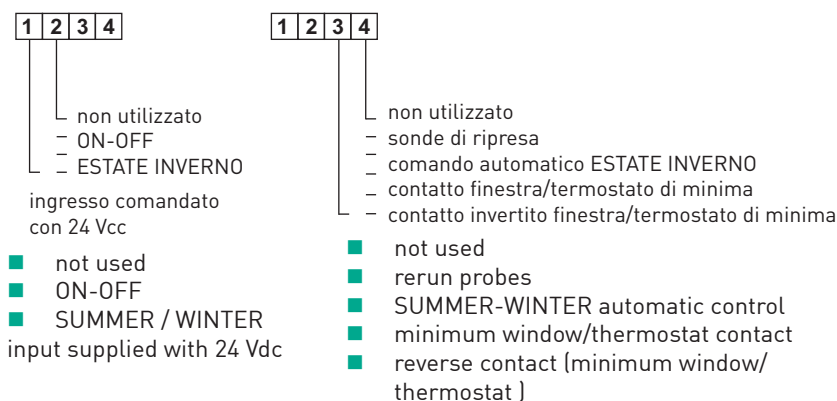 1 2 3 4
non utilizzato
ON-OFF
ESTATE INVERNO
ingresso comandato
con 24 Vcc
not used
ON-OFF
SUMMER / WINTER
input supplied with 24 Vdc
1 2 3 4
non utilizzato
sonde di ripresa
comando automatico ESTATE INVERNO
contatto finestra/termostato di minima
contatto invertito finestra/termostato di minima
not used
rerun probes
SUMMER-WINTER automatic control
minimum window/thermostat contact
reverse contact (minimum window/
thermostat )